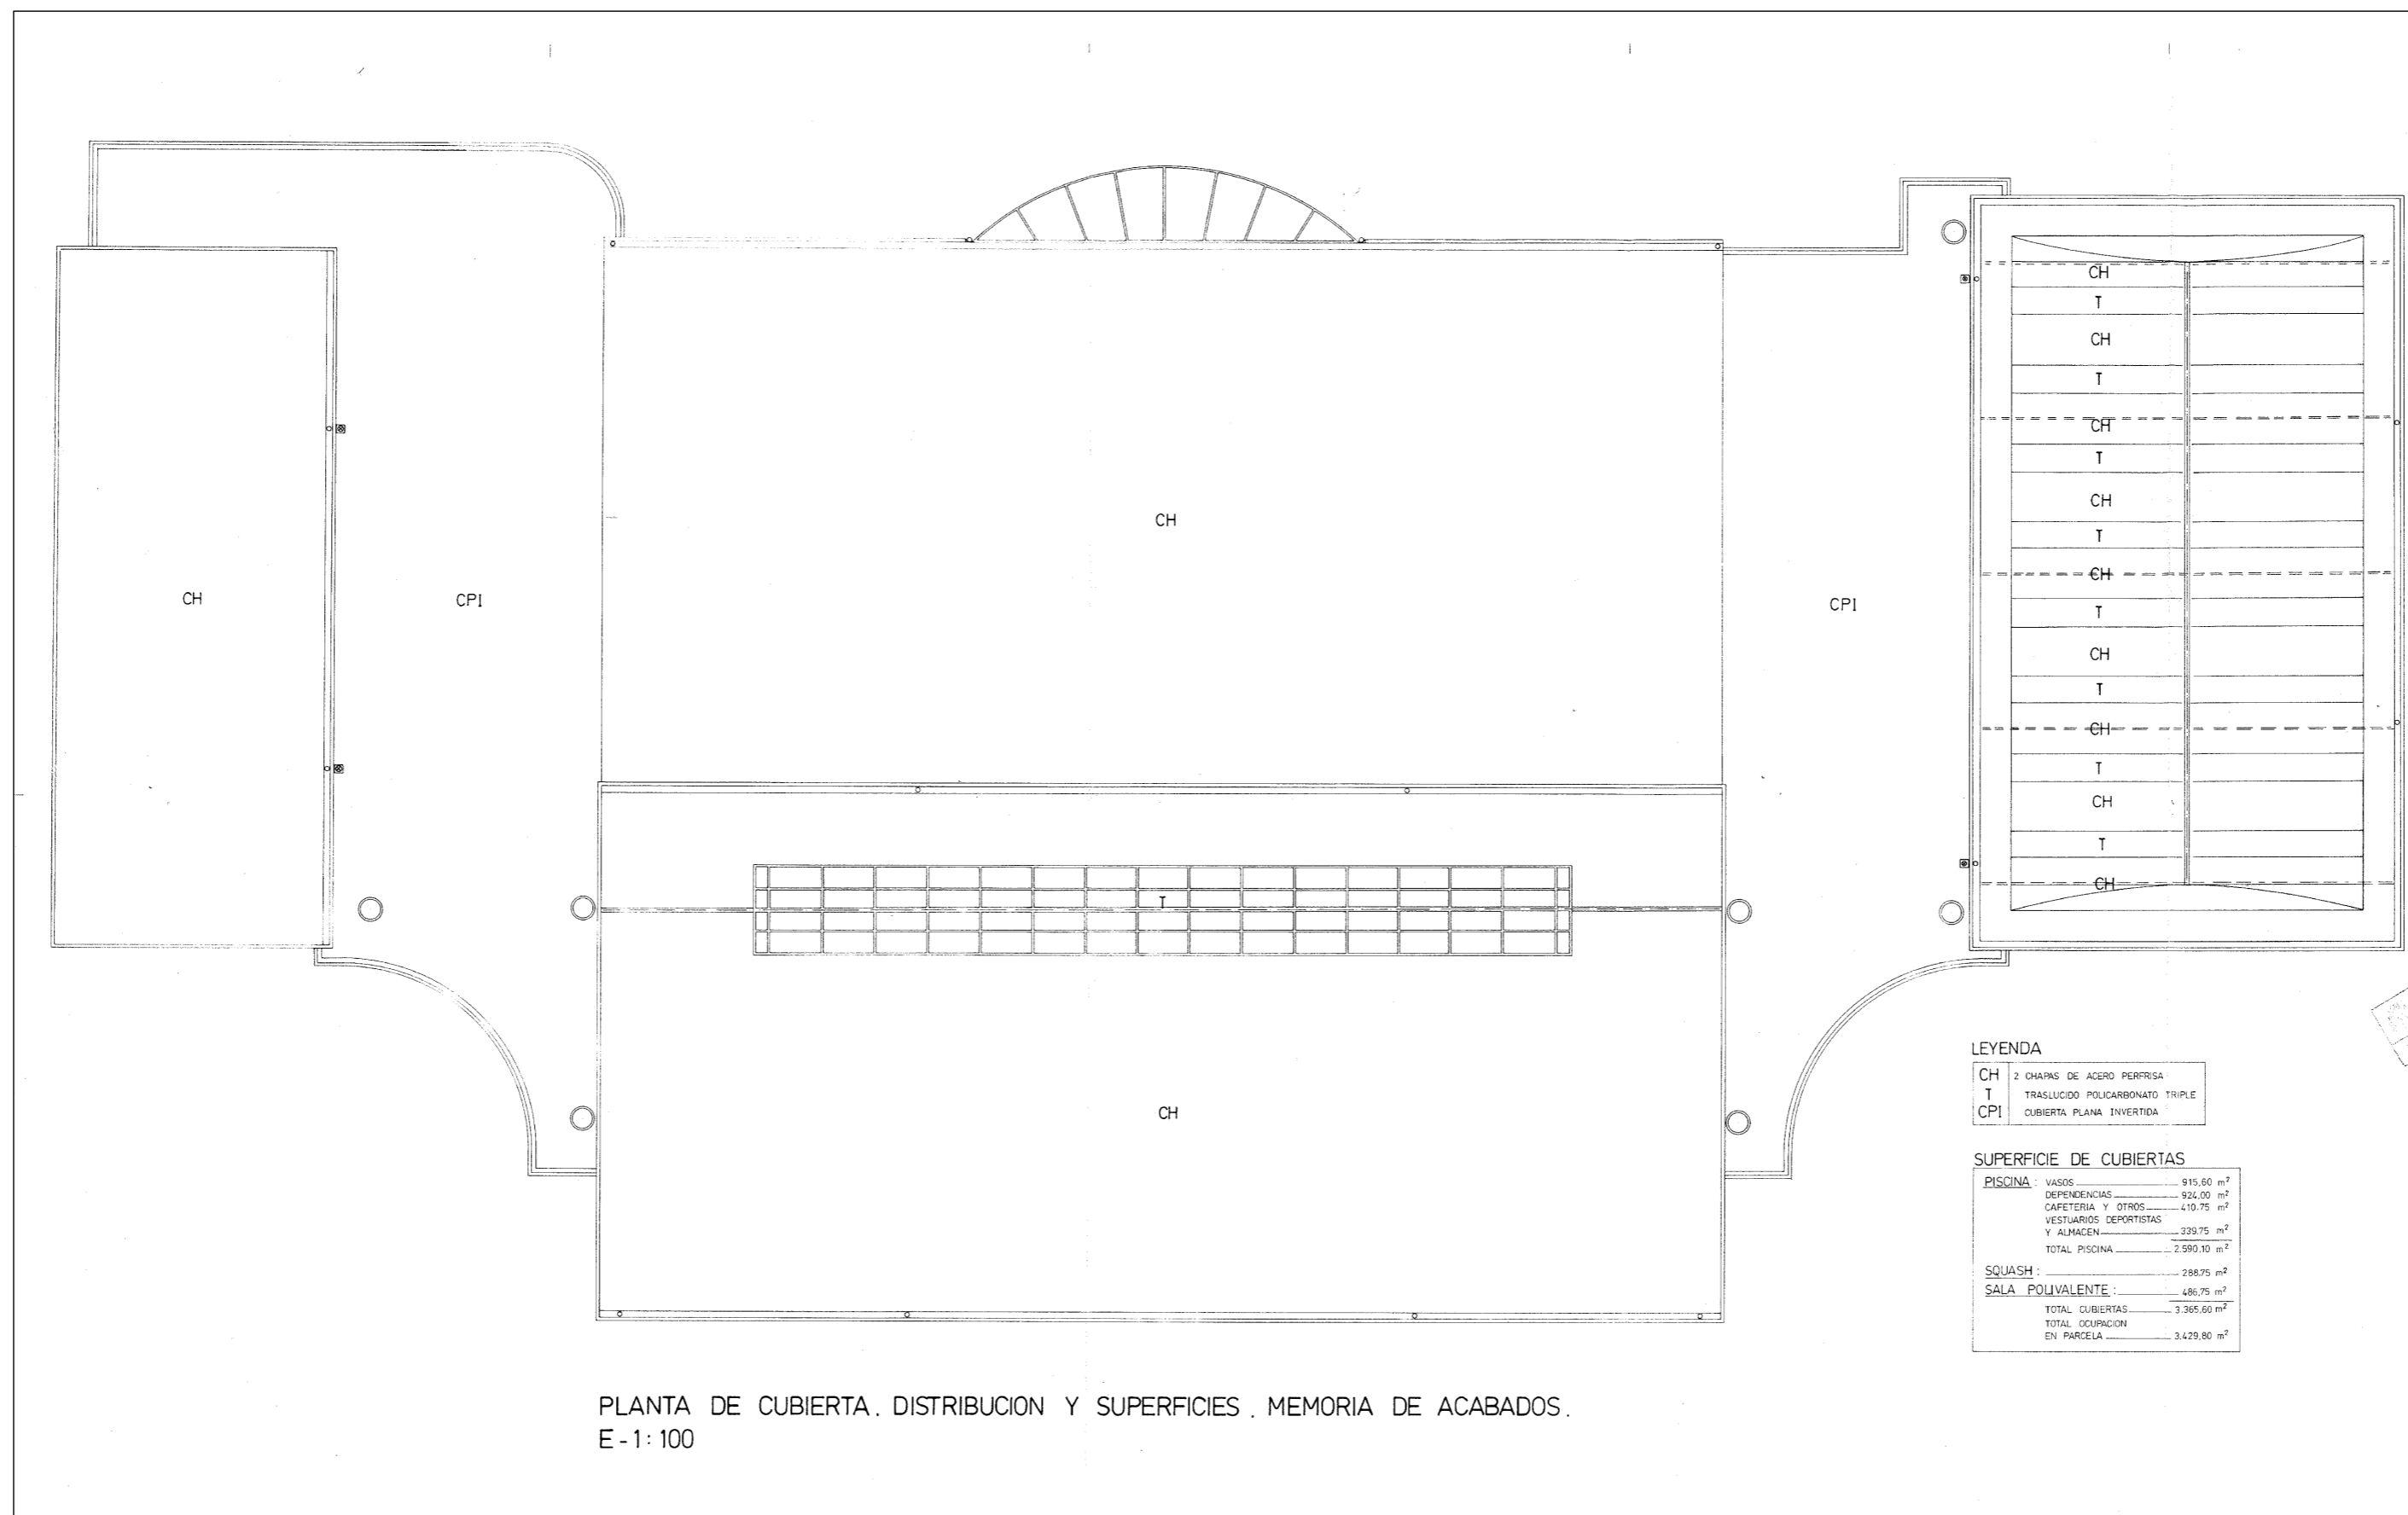 CH
T
CH
T
CH
T
CH
T
CH
T
CH
T
CH
T
CH
T
CH
CH
CH
CPI
CPI
T
CH
LEYENDA
CH 2 CHAPAS DE ACERO PERFRISA
T TRASLUCIDO POLICARBONATO TRIPLE
CPI CUBIERTA PLANA INVERTIDA
SUPERFICIE DE CUBIERTAS
PISCINA : VASOS 915,60 m²
DEPENDENCIAS 924,00 m²
CAFETERIA Y OTROS 410.75 m²
VESTUARIOS DEPORTISTAS
Y ALMACEN 339,75 m²
TOTAL PISCINA 2.590,10 m²
SQUASH : 288,75 m²
SALA POLIVALENTE : 486,75 m²
TOTAL CUBIERTAS 3.365,60 m²
TOTAL OCUPACION
EN PARCELA 3.429,80 m²
PLANTA DE CUBIERTA. DISTRIBUCION Y SUPERFICIES. MEMORIA DE ACABADOS.
E-1:100